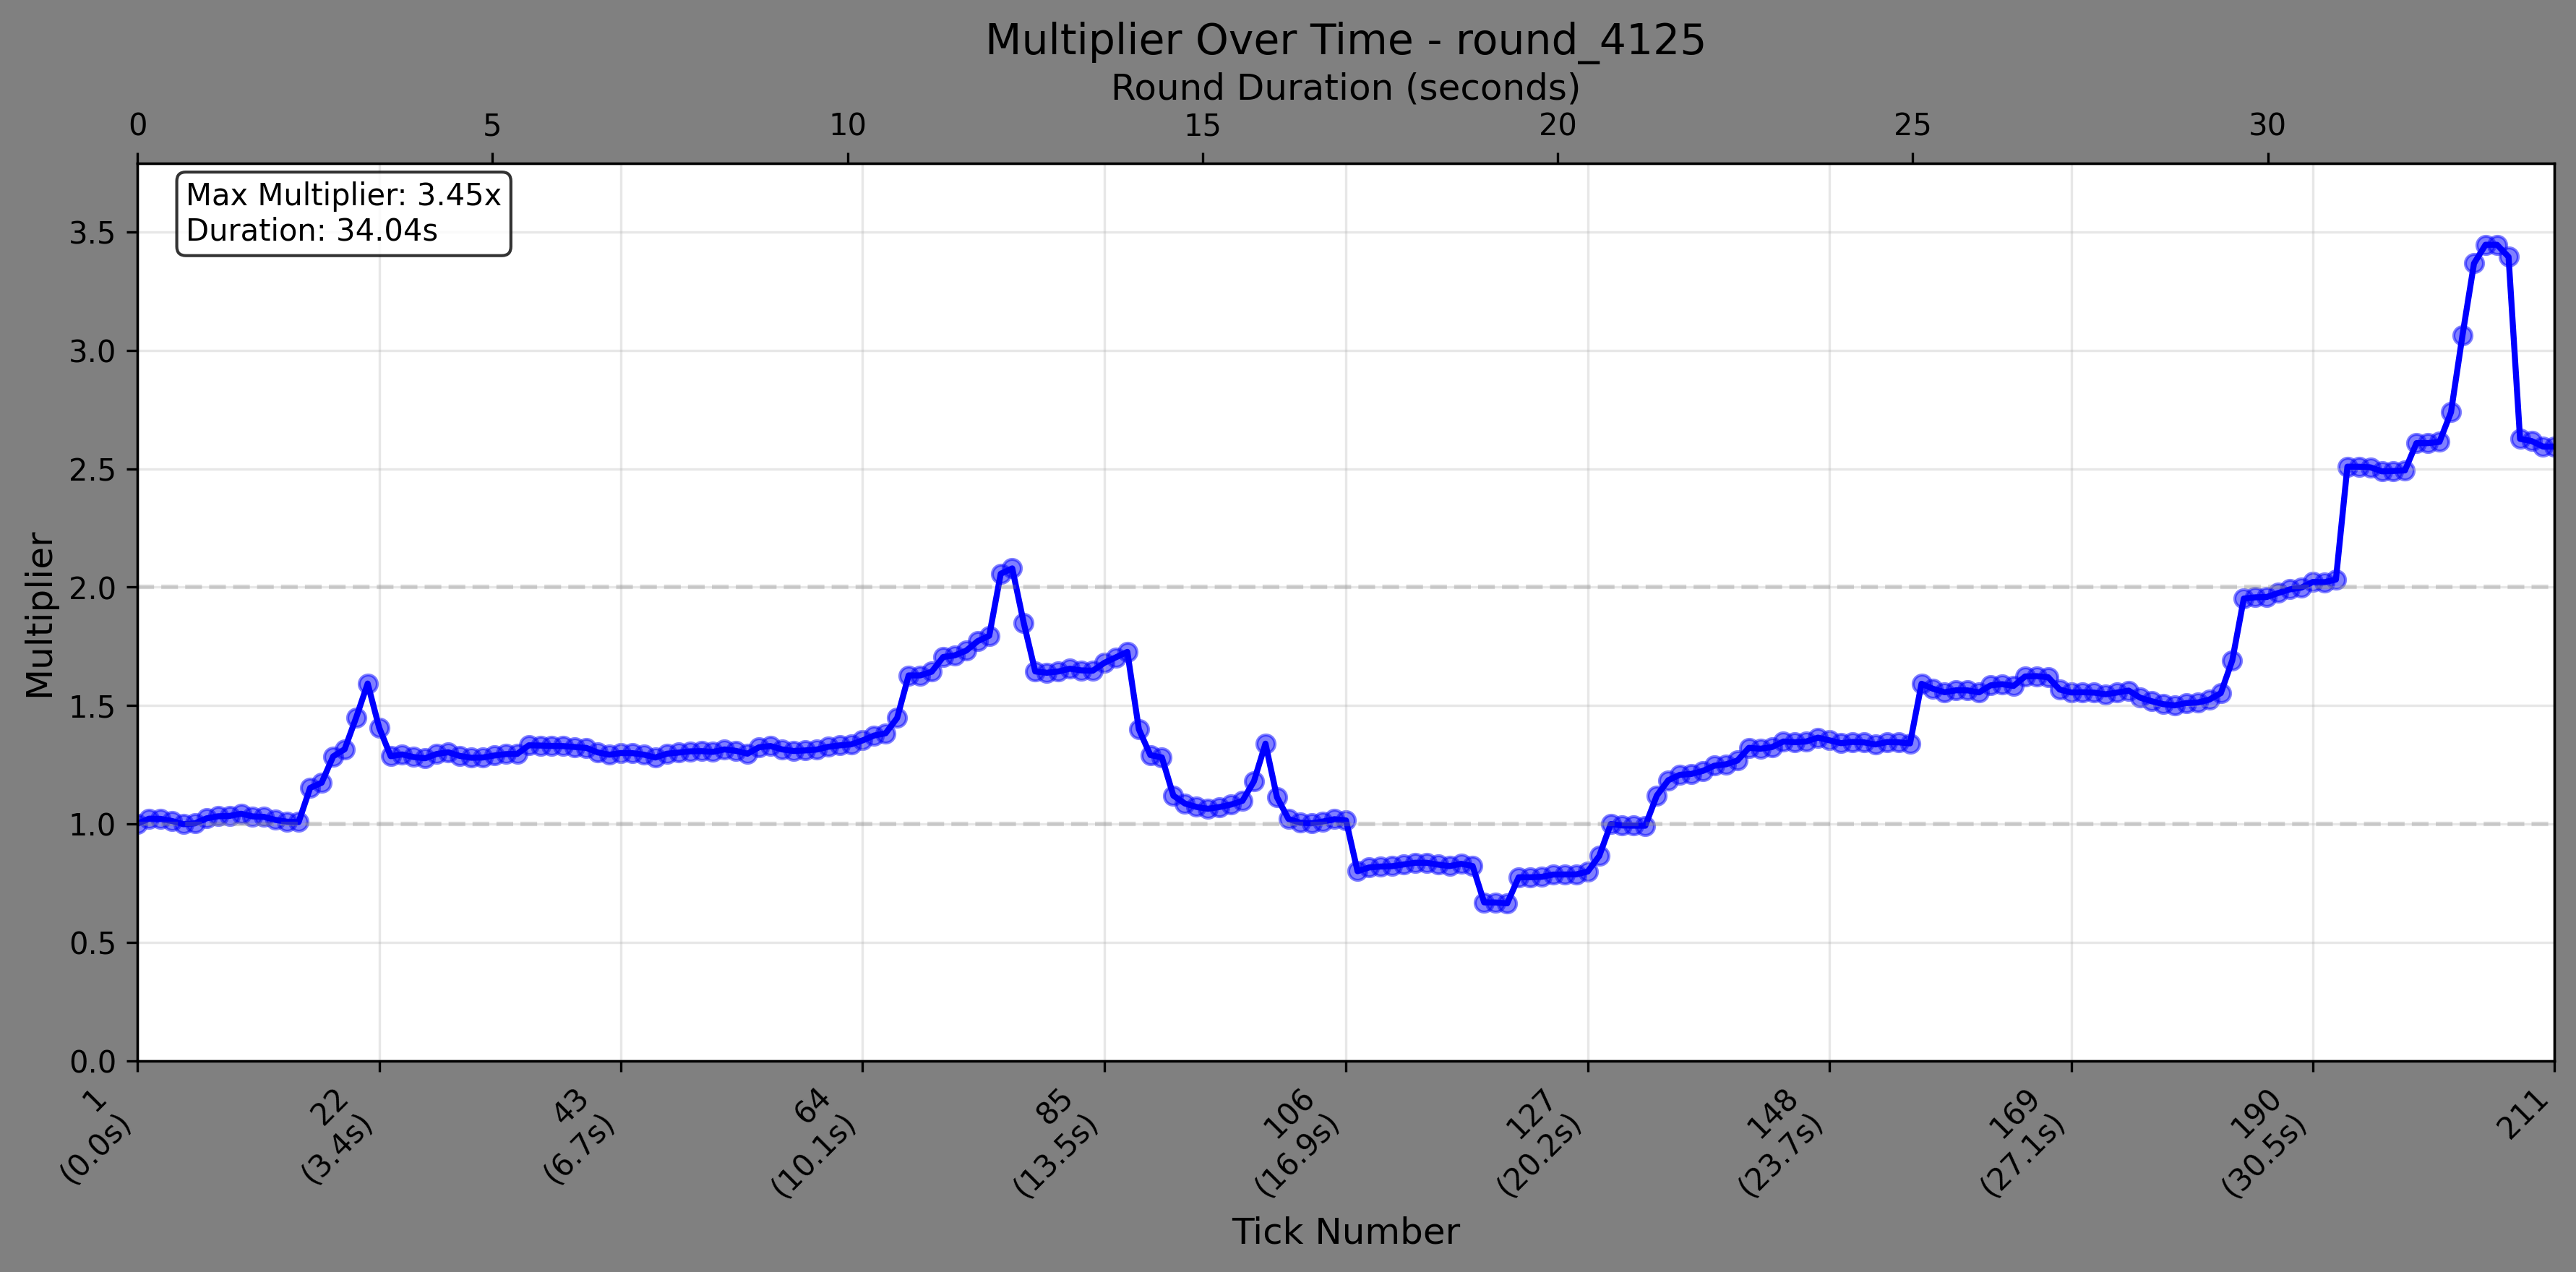 Multiplier Over Time - round_4125
Round Duration (seconds)
0 5 10 15 20 25 30
Max Multiplier: 3.45x
Duration: 34.04s
Multiplier
3.5
3.0
2.5
2.0
1.5
1.0
0.5
0.0
1 22 43 64 85 106 127 148 169 190 211
(0.0s) (3.4s) (6.7s) (10.1s) (13.5s) (16.9s) (20.2s) (23.7s) (27.1s) (30.5s)
Tick Number